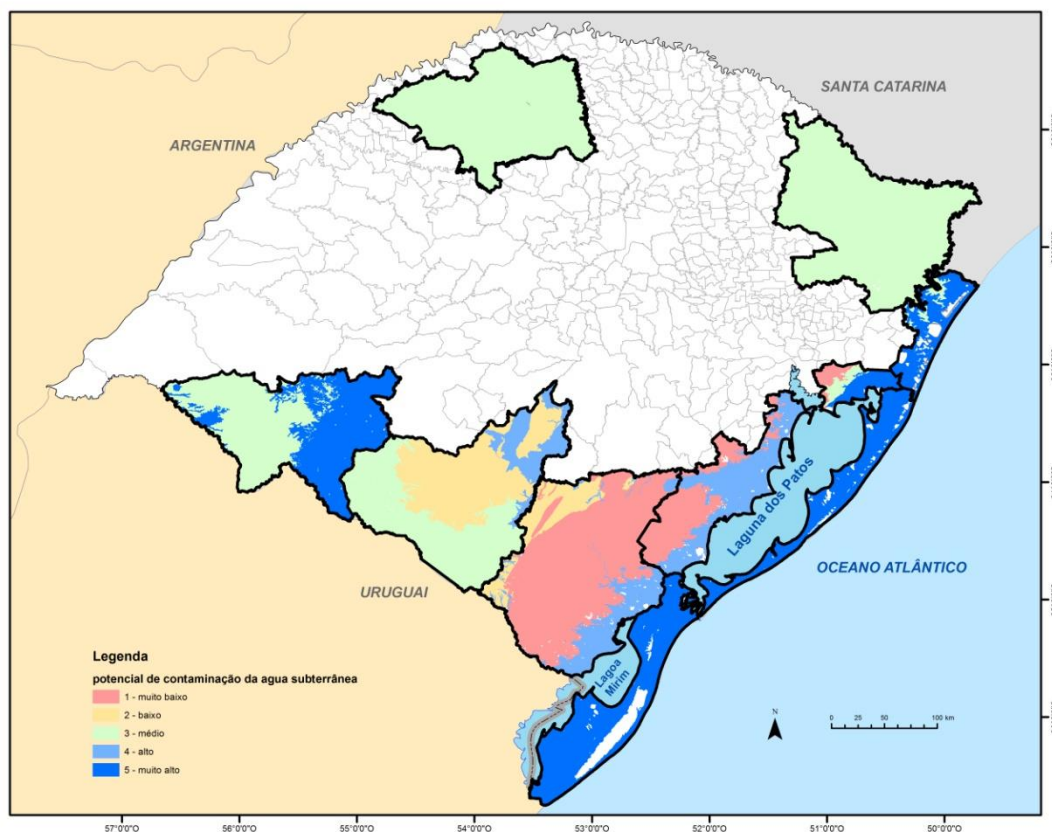 SANTA CATARINA
ARGENTINA
Laguna dos Patos
OCEANO ATLÂNTICO
URUGUAI
Lagoa
Mirim
Legenda
potencial de contaminação da agua subterrânea
1 - muito baixo
2 - baixo
3 - médio
4 - alto
5 - muito alto
N
0 25 50 100 km
57°0'0"O 56°0'0"O 55°0'0"O 54°0'0"O 53°0'0"O 52°0'0"O 51°0'0"O 50°0'0"O